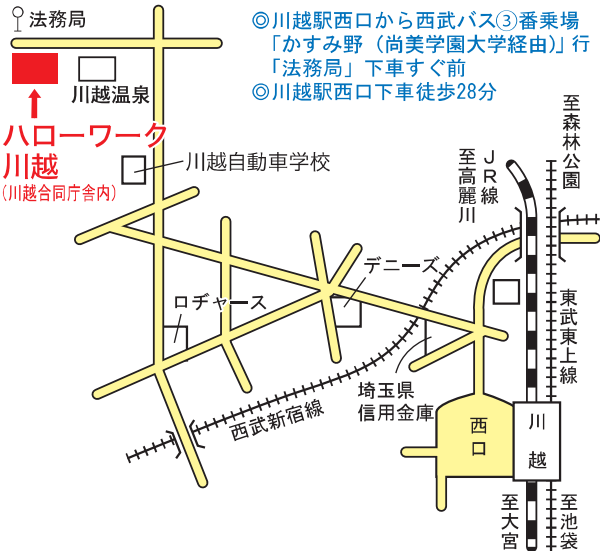 法務局
◎川越駅西口から西武バス③番乗場
「かすみ野（尚美学園大学経由）」行
「法務局」下車すぐ前
◎川越駅西口下車徒歩28分
川越温泉
ハローワーク
川越
（川越合同庁舎内）
川越自動車学校
至森林公園
至高麗川
JR線
デニーズ
ロヂャース
東武東上線
埼玉県
信用金庫
西武新宿線
西口
川越
至大宮
至池袋